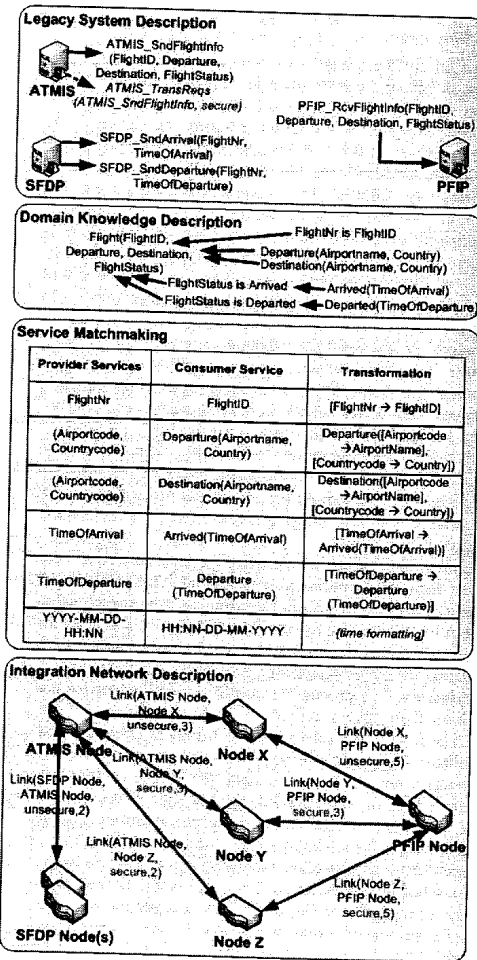 Legacy System Description
ATMIS_SndFlightInfo
(FlightID, Departure,
Destination, FlightStatus)
ATMIS
ATMIS_TransReqs
(ATMIS_SndFlightInfo, secure)
PFIP_RcvFlightInfo(FlightID,
Departure, Destination, FlightStatus)
SFDP_SndArrival(FlightNr,
TimeOfArrival)
SFDP_SndDeparture(FlightNr,
TimeOfDeparture)
SFDP
PFIP
Domain Knowledge Description
Flight(FlightID,
Departure, Destination,
FlightStatus)
FlightNr is FlightID
Departure(Airportname, Country)
Destination(Airportname, Country)
FlightStatus is Arrived
Arrived(TimeOfArrival)
FlightStatus is Departed
Departed(TimeOfDeparture)
Service Matchmaking
Provider Services
Consumer Service
Transformation
FlightNr
FlightID
[FlightNr → FlightID]
(Airportcode,
Countrycode)
Departure(Airportname,
Country)
Departure([Airportcode
→AirportName],
[Countrycode → Country])
(Airportcode,
Countrycode)
Destination(Airportname,
Country)
Destination([Airportcode
→AirportName],
[Countrycode → Country])
TimeOfArrival
Arrived(TimeOfArrival)
[TimeOfArrival →
Arrived(TimeOfArrival)]
TimeOfDeparture
Departure
(TimeOfDeparture)
[TimeOfDeparture →
Departure
(TimeOfDeparture)]
YYYY-MM-DD-
HH:NN
HH:NN-DD-MM-YYYY
{time formatting}
Integration Network Description
Link(ATMIS Node,
Node X,
unsecure,3)
ATMIS Node
Node X
Link(Node X,
PFIP Node,
unsecure,5)
Link(SFDP Node,
ATMIS Node,
unsecure,2)
Link(ATMIS Node,
Node Y,
secure,3)
Link(Node Y,
PFIP Node,
secure,3)
PFIP Node
Node Y
Link(ATMIS Node,
Node Z,
secure,2)
Link(Node Z,
PFIP Node,
secure,5)
SFDP Node(s)
Node Z